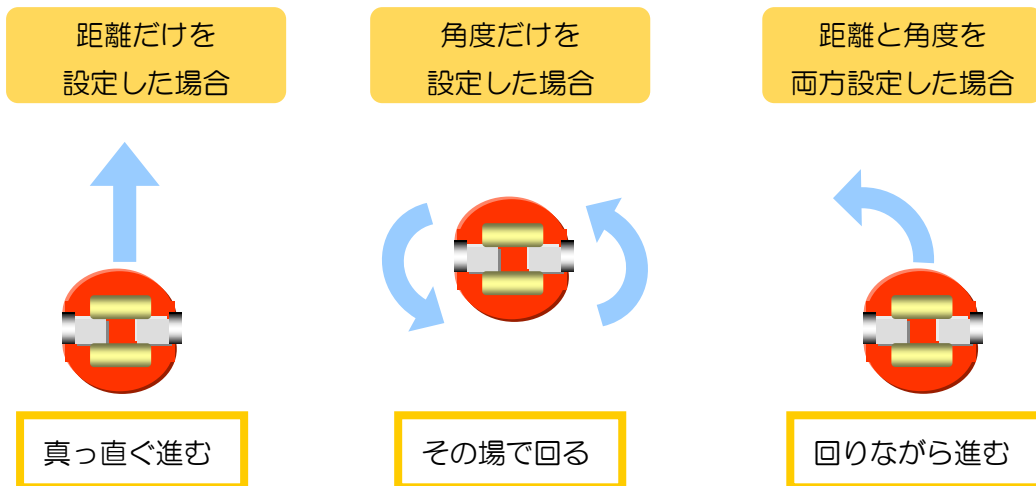 距離だけを
設定した場合
角度だけを
設定した場合
距離と角度を
両方設定した場合
真っ直ぐ進む
その場で回る
回りながら進む